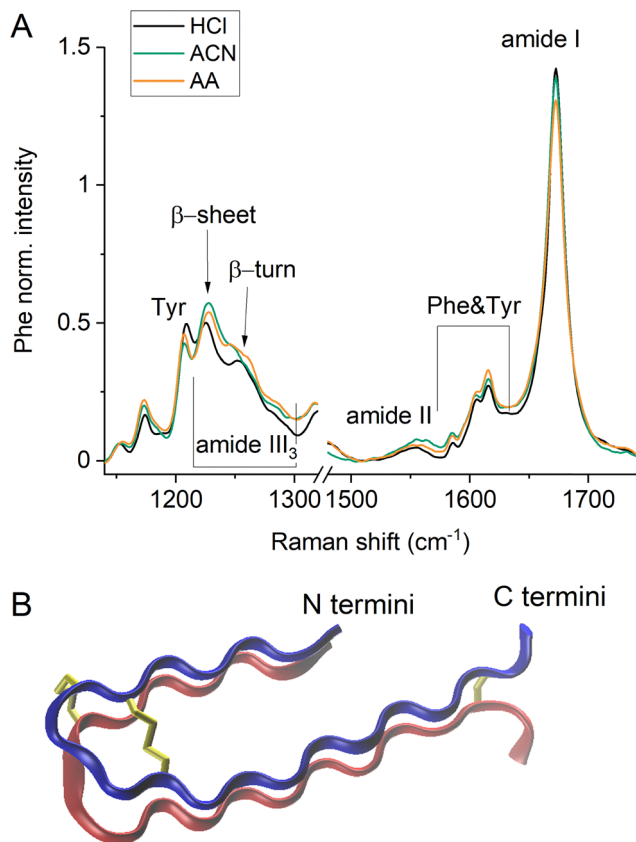 A
HCl
ACN
AA
amide I
1.5
1
0.5
0
Phe norm. intensity
β–sheet
β–turn
Tyr
Phe&Tyr
amide II
amide III₃
1200
1300
1500
1600
1700
Raman shift (cm⁻¹)
B
N termini
C termini